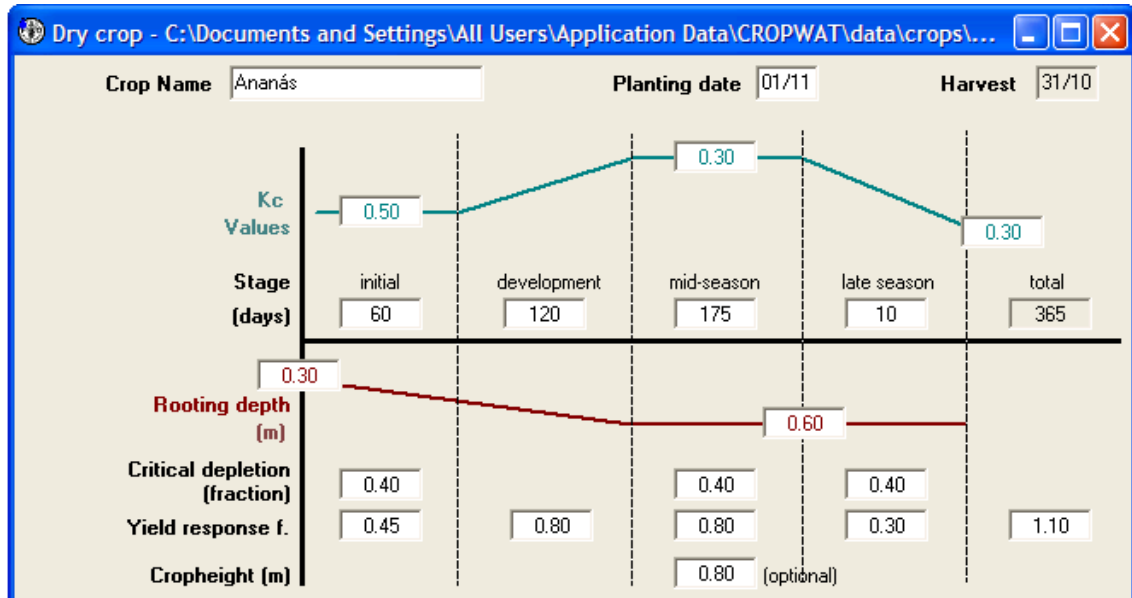 Dry crop - C:\Documents and Settings\All Users\Application Data\CROPWAT\data\crops\...
Crop Name Ananás Planting date 01/11 Harvest 31/10
Kc
Values
0.50 0.30 0.30
Stage initial development mid-season late season total
(days) 60 120 175 10 365
0.30
Rooting depth
(m)
0.60
Critical depletion
(fraction)
0.40 0.40 0.40
Yield response f. 0.45 0.80 0.80 0.30 1.10
Cropheight (m) 0.80 (optional)